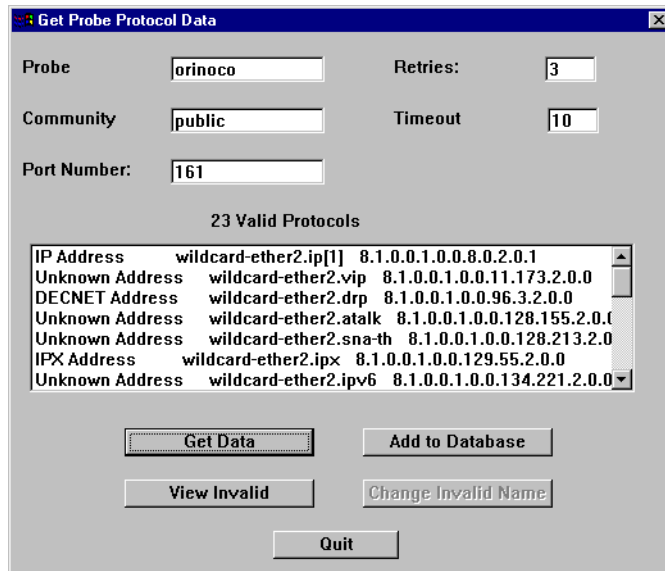 Get Probe Protocol Data
Probe orinoco Retries: 3
Community public Timeout 10
Port Number: 161
23 Valid Protocols
IP Address wildcard-ether2.ip[1] 8.1.0.0.1.0.0.8.0.2.0.1
Unknown Address wildcard-ether2.vip 8.1.0.0.1.0.0.11.173.2.0.0
DECNET Address wildcard-ether2.drp 8.1.0.0.1.0.0.96.3.2.0.0
Unknown Address wildcard-ether2.atalk 8.1.0.0.1.0.0.128.155.2.0.0
Unknown Address wildcard-ether2.sna-th 8.1.0.0.1.0.0.128.213.2.0
IPX Address wildcard-ether2.ipx 8.1.0.0.1.0.0.129.55.2.0.0
Unknown Address wildcard-ether2.ipv6 8.1.0.0.1.0.0.134.221.2.0.0
Get Data Add to Database
View Invalid Change Invalid Name
Quit